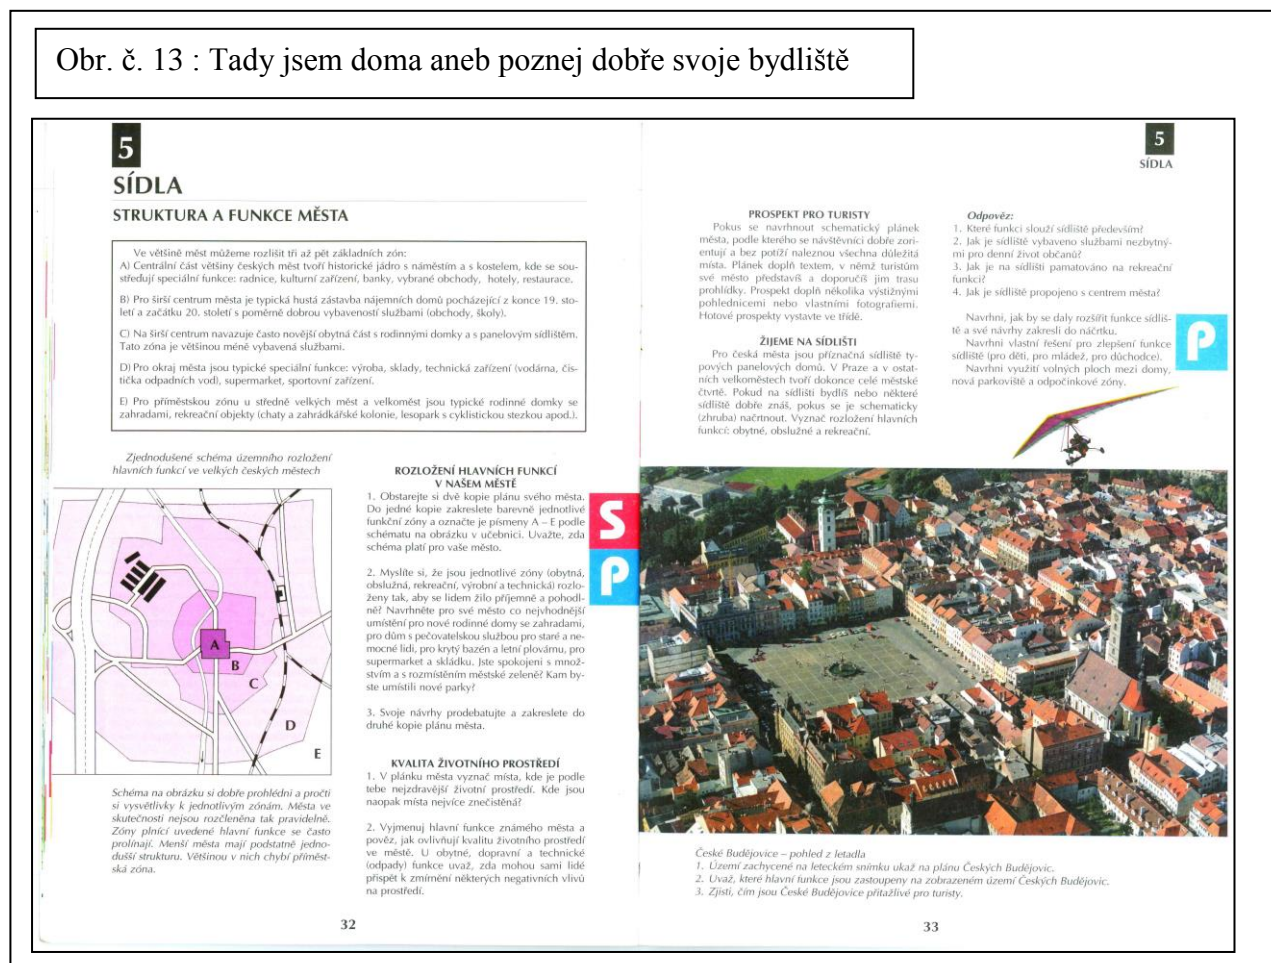 Obr. č. 13 : Tady jsem doma aneb poznej dobře svoje bydliště
5
SÍDLA
STRUKTURA A FUNKCE MĚSTA
Ve většině měst můžeme rozlišit tři až pět základních zón:
A) Centrální část většiny českých měst tvoří historické jádro s náměstím a s kostelem, kde se sou-
střeďují speciální funkce: radnice, kulturní zařízení, banky, vybrané obchody, hotely, restaurace.
B) Pro širší centrum města je typická hustá zástavba nájemních domů pocházející z konce 19. sto-
letí a začátku 20. století s poměrně dobrou vybaveností službami (obchody, školy).
C) Na širší centrum navazuje často novější obytná část s rodinnými domky a s panelovým sídlištěm.
Tato zóna je většinou méně vybavená službami.
D) Pro okraj města jsou typické speciální funkce: výroba, sklady, technická zařízení (vodárna, čis-
tička odpadních vod), supermarket, sportovní zařízení.
E) Pro příměstskou zónu u středně velkých měst a velkoměst jsou typické rodinné domky se
zahradami, rekreační objekty (chaty a zahrádkářské kolonie, lesopark s cyklistickou stezkou apod.).
Zjednodušené schéma územního rozložení
hlavních funkcí ve velkých českých městech
A
B
C
D
E
Schéma na obrázku si dobře prohlédni a pročti
si vysvětlivky k jednotlivým zónám. Města ve
skutečnosti nejsou rozčleněna tak pravidelně.
Zóny plnící uvedené hlavní funkce se často
prolínají. Menší města mají podstatně jedno-
dušší strukturu. Většinou v nich chybí příměst-
ská zóna.
ROZLOŽENÍ HLAVNÍCH FUNKCÍ
V NAŠEM MĚSTĚ
1. Obstarejte si dvě kopie plánu svého města.
Do jedné kopie zakreslete barevně jednotlivé
funkční zóny a označte je písmeny A – E podle
schématu na obrázku v učebnici. Uvažte, zda
schéma platí pro vaše město.
2. Myslíte si, že jsou jednotlivé zóny (obytná,
obslužná, rekreační, výrobní a technická) rozlo-
ženy tak, aby se lidem žilo příjemně a pohodl-
ně? Navrhněte pro své město co nejvhodnější
umístění pro nové rodinné domy se zahradami,
pro dům s pečovatelskou službou pro staré a ne-
mocné lidi, pro krytý bazén a letní plovárnu, pro
supermarket a skládku. Jste spokojeni s množ-
stvím a s rozmístěním městské zeleně? Kam by-
ste umístili nové parky?
3. Svoje návrhy prodebatujte a zakreslete do
druhé kopie plánu města.
KVALITA ŽIVOTNÍHO PROSTŘEDÍ
1. V plánku města vyznač místa, kde je podle
tebe nejzdravější životní prostředí. Kde jsou
naopak místa nejvíce znečistěná?
2. Vyjmenuj hlavní funkce známého města a
pověz, jak ovlivňují kvalitu životního prostředí
ve městě. U obytné, dopravní a technické
(odpady) funkce uvaž, zda mohou sami lidé
přispět k zmírnění některých negativních vlivů
na prostředí.
S
P
32
5
SÍDLA
PROSPEKT PRO TURISTY
Pokus se navrhnout schematický plánek
města, podle kterého se návštěvníci dobře zori-
entují a bez potíží naleznou všechna důležitá
místa. Plánek doplň textem, v němž turistům
své město představíš a doporučíš jim trasu
prohlídky. Prospekt doplň několika výstižnými
pohlednicemi nebo vlastními fotografiemi.
Hotové prospekty vystavte ve třídě.
ŽIJEME NA SÍDLIŠTI
Pro česká města jsou příznačná sídliště ty-
pových panelových domů. V Praze a v ostat-
ních velkoměstech tvoří dokonce celé městské
čtvrtě. Pokud na sídlišti bydlíš nebo některé
sídliště dobře znáš, pokus se je schematicky
(zhruba) načrtnout. Vyznač rozložení hlavních
funkcí: obytné, obslužné a rekreační.
Odpověz:
1. Které funkci slouží sídliště především?
2. Jak je sídliště vybaveno službami nezbytný-
mi pro denní život občanů?
3. Jak je na sídlišti pamatováno na rekreační
funkci?
4. Jak je sídliště propojeno s centrem města?
Navrhni, jak by se daly rozšířit funkce sídliš-
tě a své návrhy zakresli do náčrtku.
Navrhni vlastní řešení pro zlepšení funkce
sídliště (pro děti, pro mládež, pro důchodce).
Navrhni využití volných ploch mezi domy,
nová parkoviště a odpočinkové zóny.
P
České Budějovice – pohled z letadla
1. Území zachycené na leteckém snímku ukaž na plánu Českých Budějovic.
2. Uvaž, které hlavní funkce jsou zastoupeny na zobrazeném území Českých Budějovic.
3. Zjisti, čím jsou České Budějovice přitažlivé pro turisty.
33